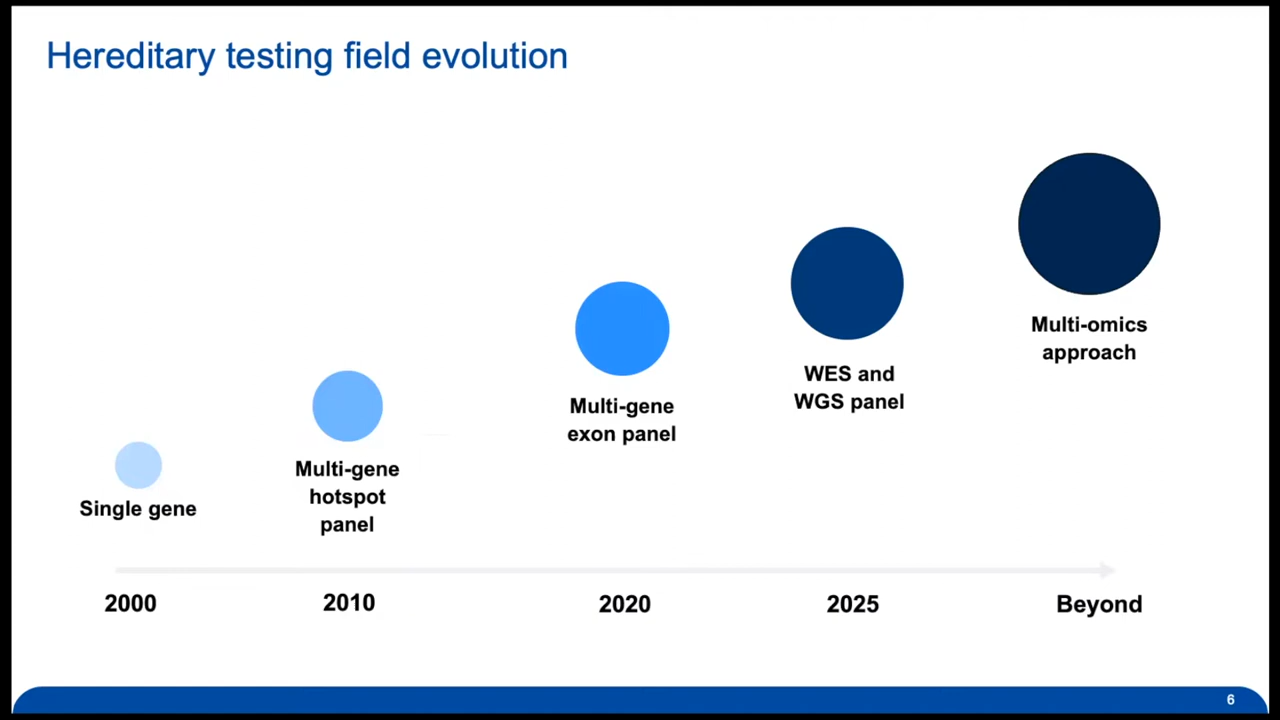 Hereditary testing field evolution
Multi-omics
approach
WES and
WGS panel
Multi-gene
exon panel
Multi-gene
hotspot
panel
Single gene
2000
2010
2020
2025
Beyond
6